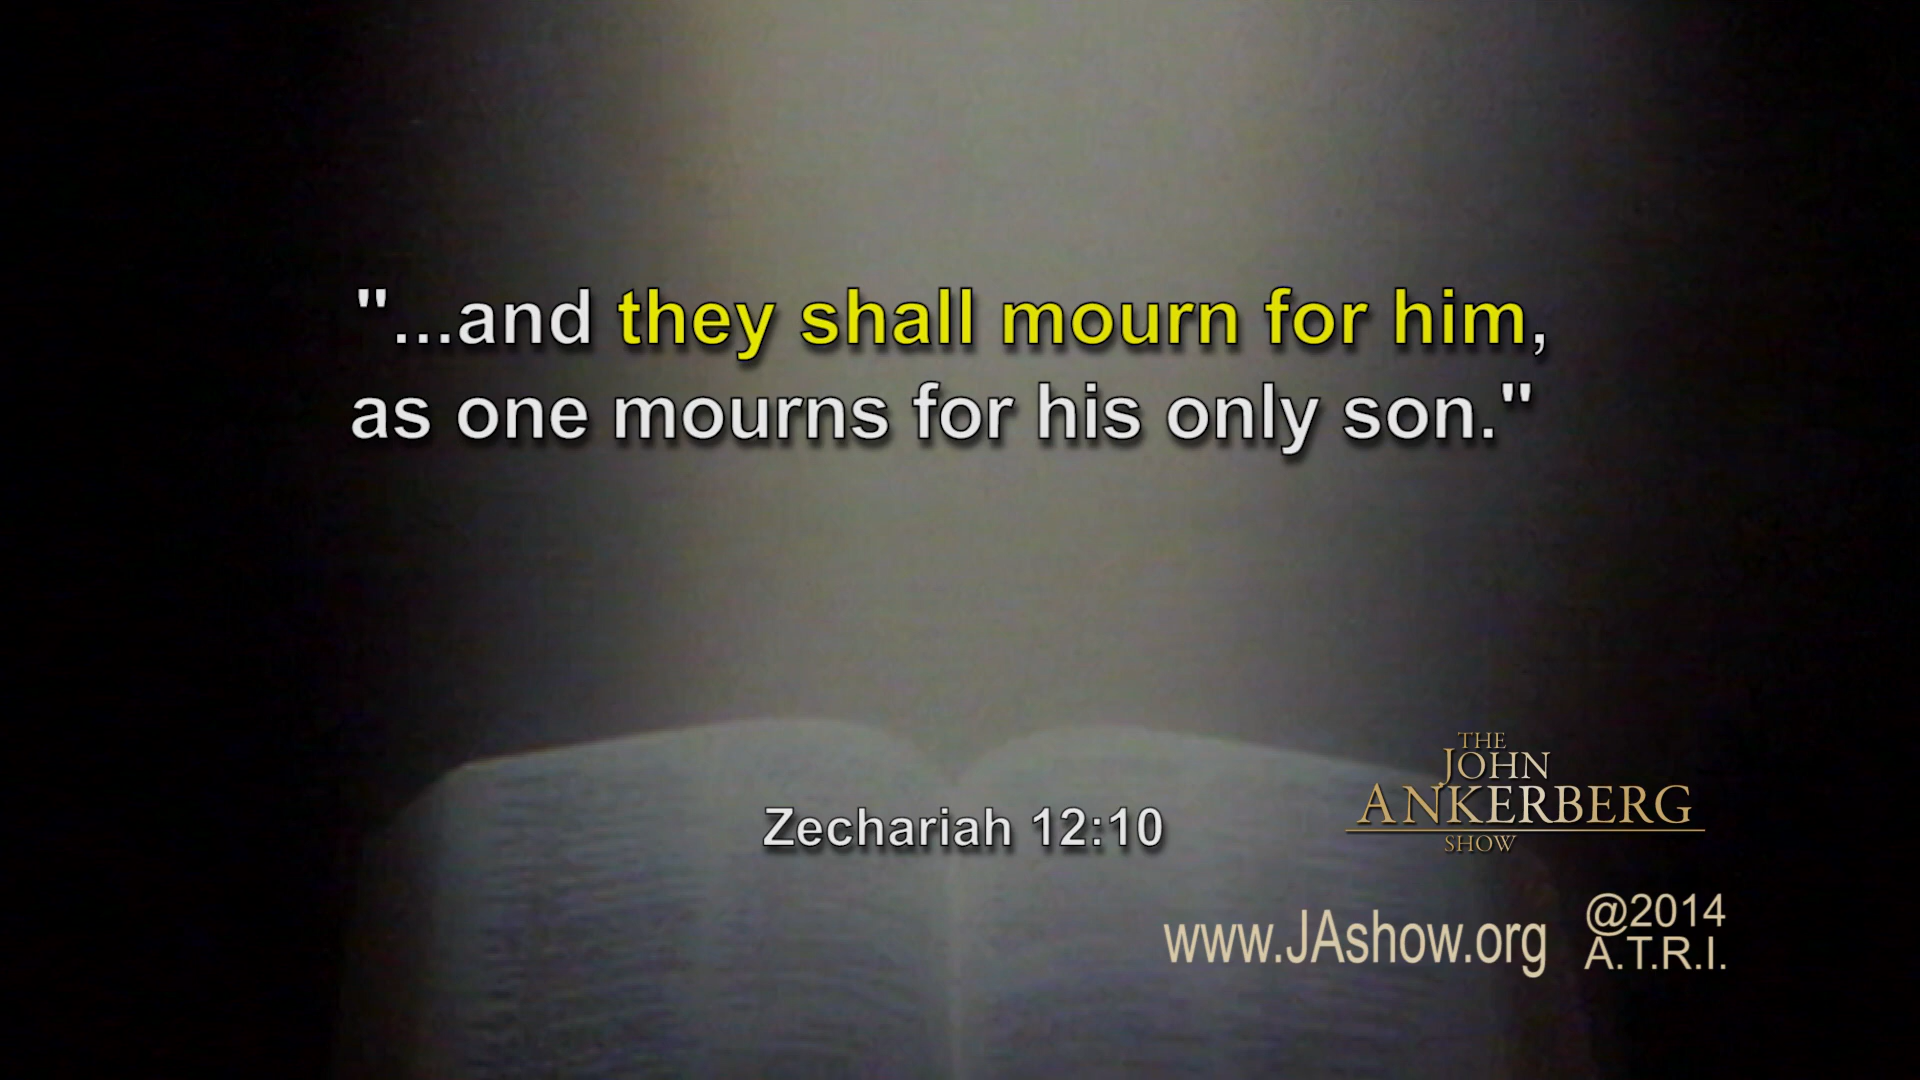 "...and they shall mourn for him,
as one mourns for his only son."
Zechariah 12:10
THE
JOHN
ANKERBERG
SHOW
www.JAshow.org
@2014
A.T.R.I.